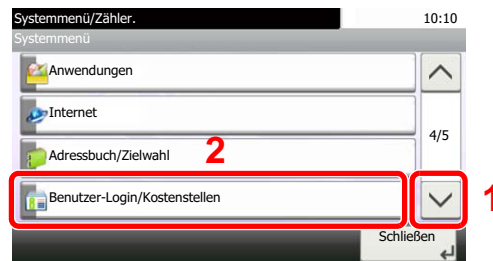 Systemmenü/Zähler.
10:10
Systemmenü
Anwendungen
Internet
4/5
Adressbuch/Zielwahl
2
Benutzer-Login/Kostenstellen
1
Schließen